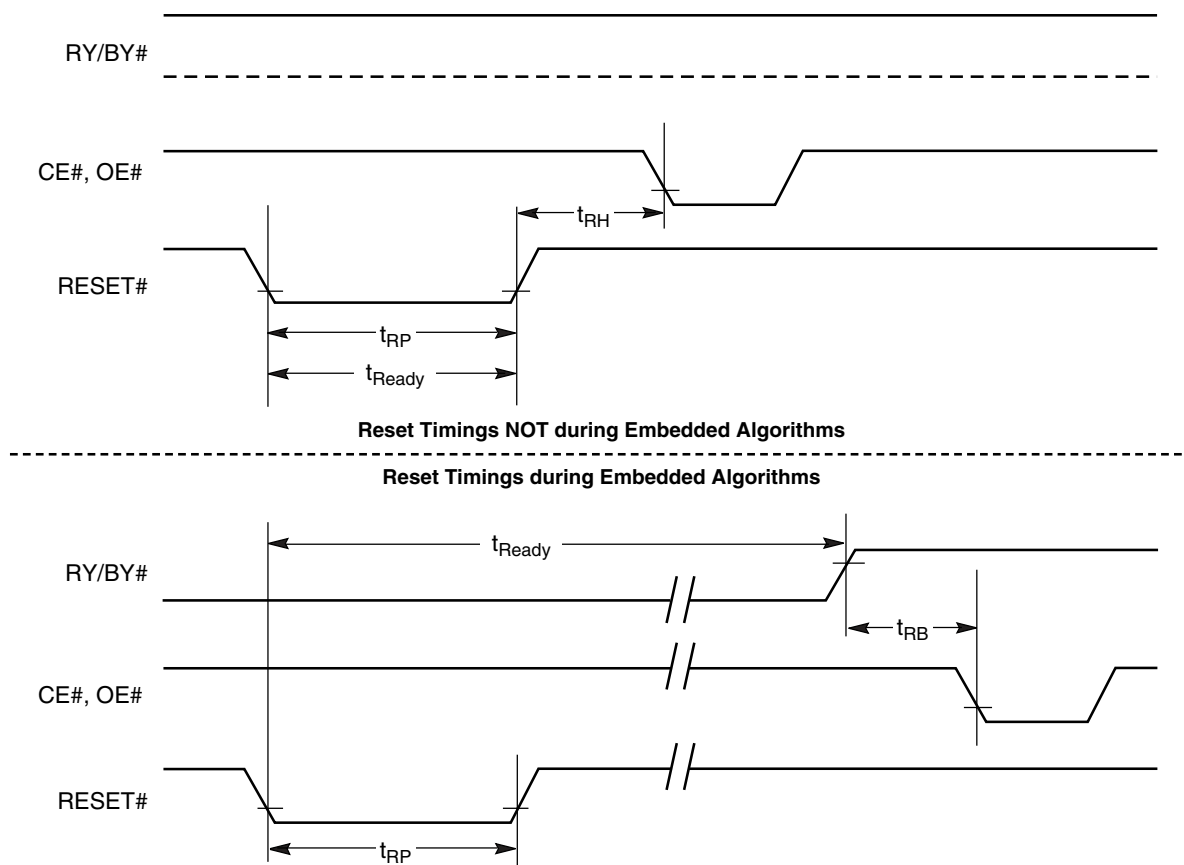 RY/BY#
CE#, OE#
tRH
RESET#
tRP
tReady
Reset Timings NOT during Embedded Algorithms
Reset Timings during Embedded Algorithms
tReady
RY/BY#
tRB
CE#, OE#
RESET#
tRP